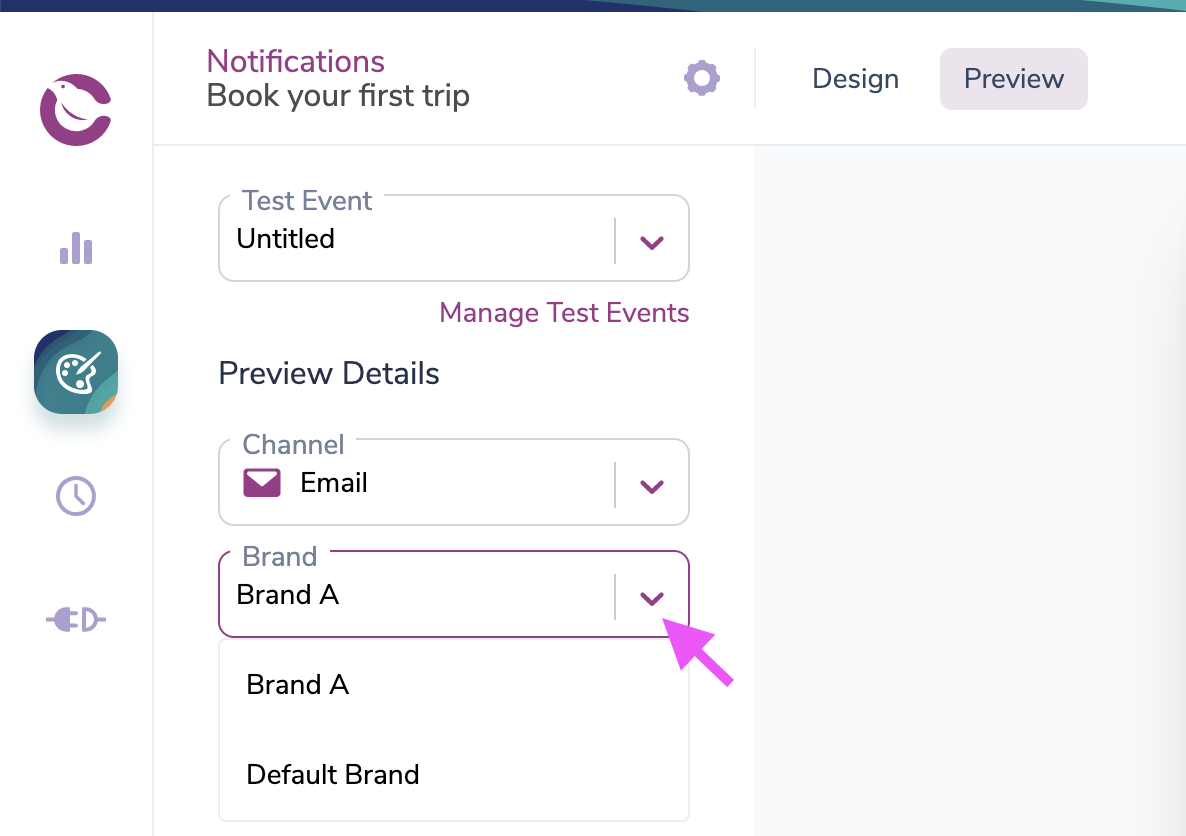 Notifications
Book your first trip
Design
Preview
Test Event
Untitled
Manage Test Events
Preview Details
Channel
Email
Brand
Brand A
Brand A
Default Brand